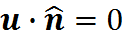 𝒖 · 𝒏̂ = 0